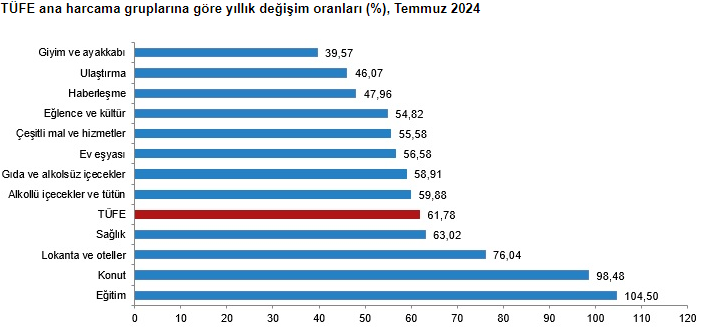 TÜFE ana harcama gruplarına göre yıllık değişim oranları (%), Temmuz 2024
Giyim ve ayakkabı 39,57
Ulaştırma 46,07
Haberleşme 47,96
Eğlence ve kültür 54,82
Çeşitli mal ve hizmetler 55,58
Ev eşyası 56,58
Gıda ve alkolsüz içecekler 58,91
Alkollü içecekler ve tütün 59,88
TÜFE 61,78
Sağlık 63,02
Lokanta ve oteller 76,04
Konut 98,48
Eğitim 104,50
0 10 20 30 40 50 60 70 80 90 100 110 120